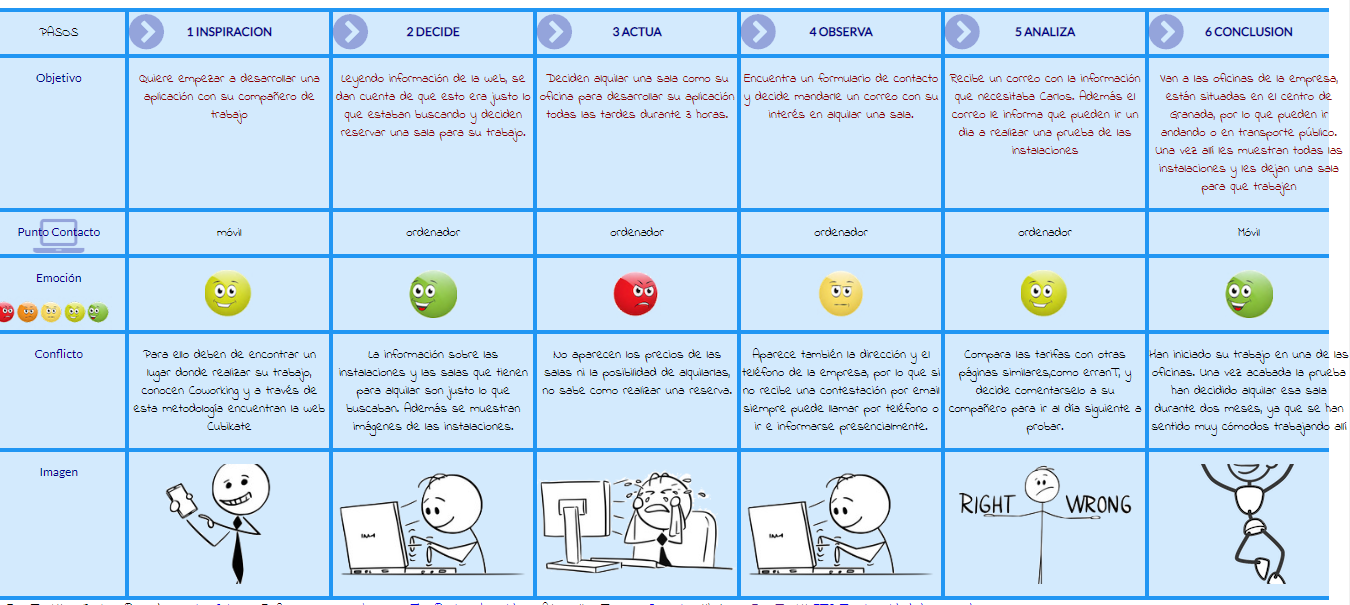 PASOS
1 INSPIRACION
2 DECIDE
3 ACTUA
4 OBSERVA
5 ANALIZA
6 CONCLUSION
Objetivo
Quiere empezar a desarrollar una
aplicación con su compañero de
trabajo
Leyendo información de la web, se
dan cuenta de que esto era justo lo
que estaban buscando y deciden
reservar una sala para su trabajo.
Deciden alquilar una sala como su
oficina para desarrollar su aplicación
todas las tardes durante 3 horas.
Encuentra un formulario de contacto
y decide mandarle un correo con su
interés en alquilar una sala.
Recibe un correo con la información
que necesitaba Carlos. Además el
correo le informa que pueden ir un
día a realizar una prueba de las
instalaciones
Van a las oficinas de la empresa,
están situadas en el centro de
Granada, por lo que pueden ir
andando o en transporte público.
Una vez allí les muestran todas las
instalaciones y les dejan una sala
para que trabajen
Punto Contacto
móvil
ordenador
ordenador
ordenador
ordenador
Móvil
Emoción
Conflicto
Para ello deben de encontrar un
lugar donde realizar su trabajo,
conocen Coworking y a través de
esta metodología encuentran la web
Cubikate
La información sobre las
instalaciones y las salas que tienen
para alquilar son justo lo que
buscaban. Además se muestran
imágenes de las instalaciones.
No aparecen los precios de las
salas ni la posibilidad de alquilarlas,
no sabe como realizar una reserva.
Aparece también la dirección y el
teléfono de la empresa, por lo que si
no recibe una contestación por email
siempre puede llamar por teléfono o
ir e informarse presencialmente.
Compara las tarifas con otras
páginas similares,como erranT, y
decide comentarselo a su
compañero para ir al día siguiente a
probar.
Han iniciado su trabajo en una de las
oficinas. Una vez acabada la prueba
han decidido alquilar esa sala
durante dos meses, ya que se han
sentido muy cómodos trabajando allí
Imagen
RIGHT
WRONG